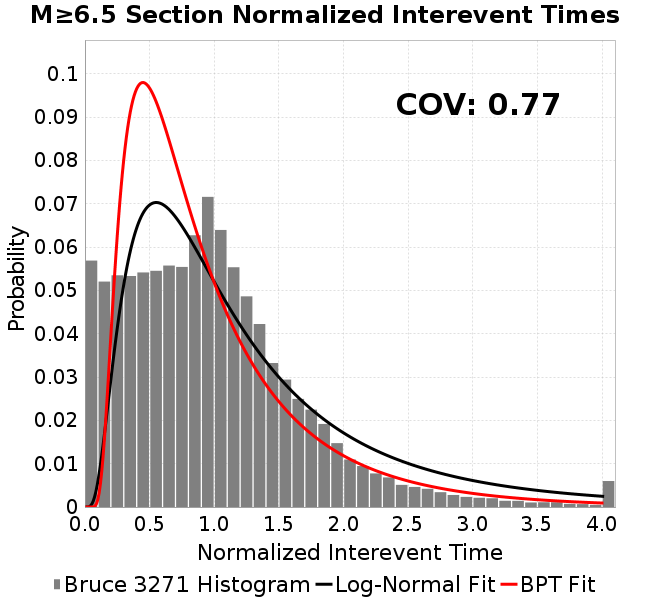 M≥6.5 Section Normalized Interevent Times
COV: 0.77
Probability
0.1
0.09
0.08
0.07
0.06
0.05
0.04
0.03
0.02
0.01
0
0.0 0.5 1.0 1.5 2.0 2.5 3.0 3.5 4.0
Normalized Interevent Time
Bruce 3271 Histogram Log-Normal Fit BPT Fit